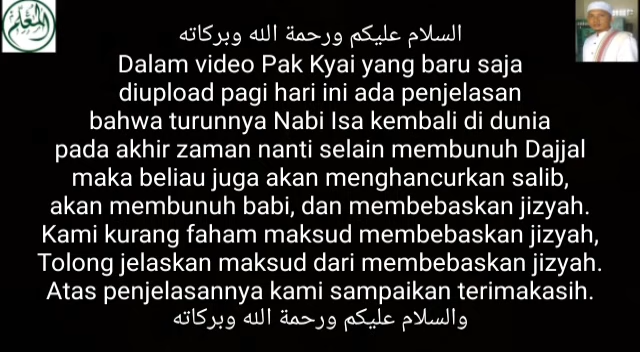 السلام عليكم ورحمة الله وبركاته
Dalam video Pak Kyai yang baru saja
diupload pagi hari ini ada penjelasan
bahwa turunnya Nabi Isa kembali di dunia
pada akhir zaman nanti selain membunuh Dajjal
maka beliau juga akan menghancurkan salib,
akan membunuh babi, dan membebaskan jizyah.
Kami kurang faham maksud membebaskan jizyah,
Tolong jelaskan maksud dari membebaskan jizyah.
Atas penjelasannya kami sampaikan terimakasih.
والسلام عليكم ورحمة الله وبركاته